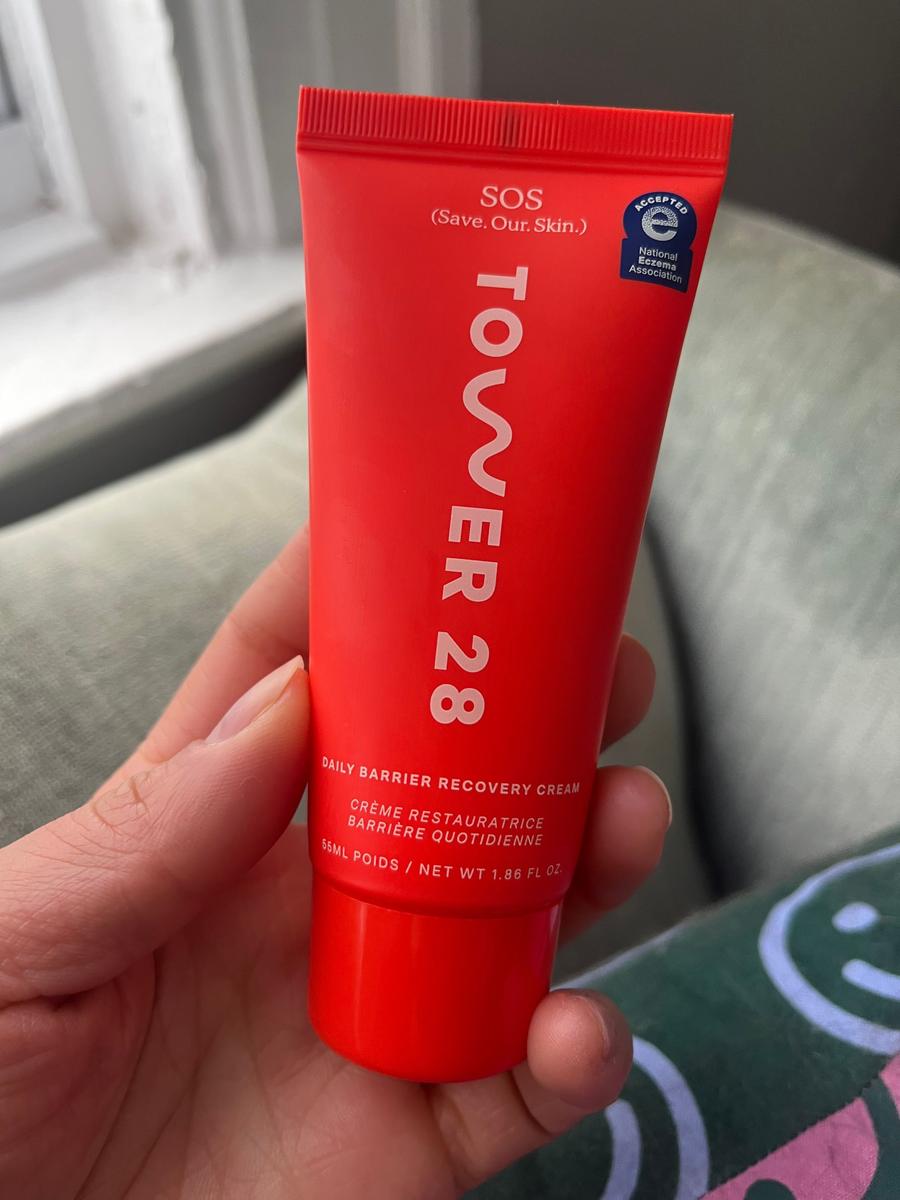 SOS
(Save. Our. Skin.)
ACCEPTED
e
National
Eczema
Association
TOWER 28
DAILY BARRIER RECOVERY CREAM
CRÈME RESTAURATRICE
BARRIÈRE QUOTIDIENNE
55ML POIDS / NET WT 1.86 FL OZ.